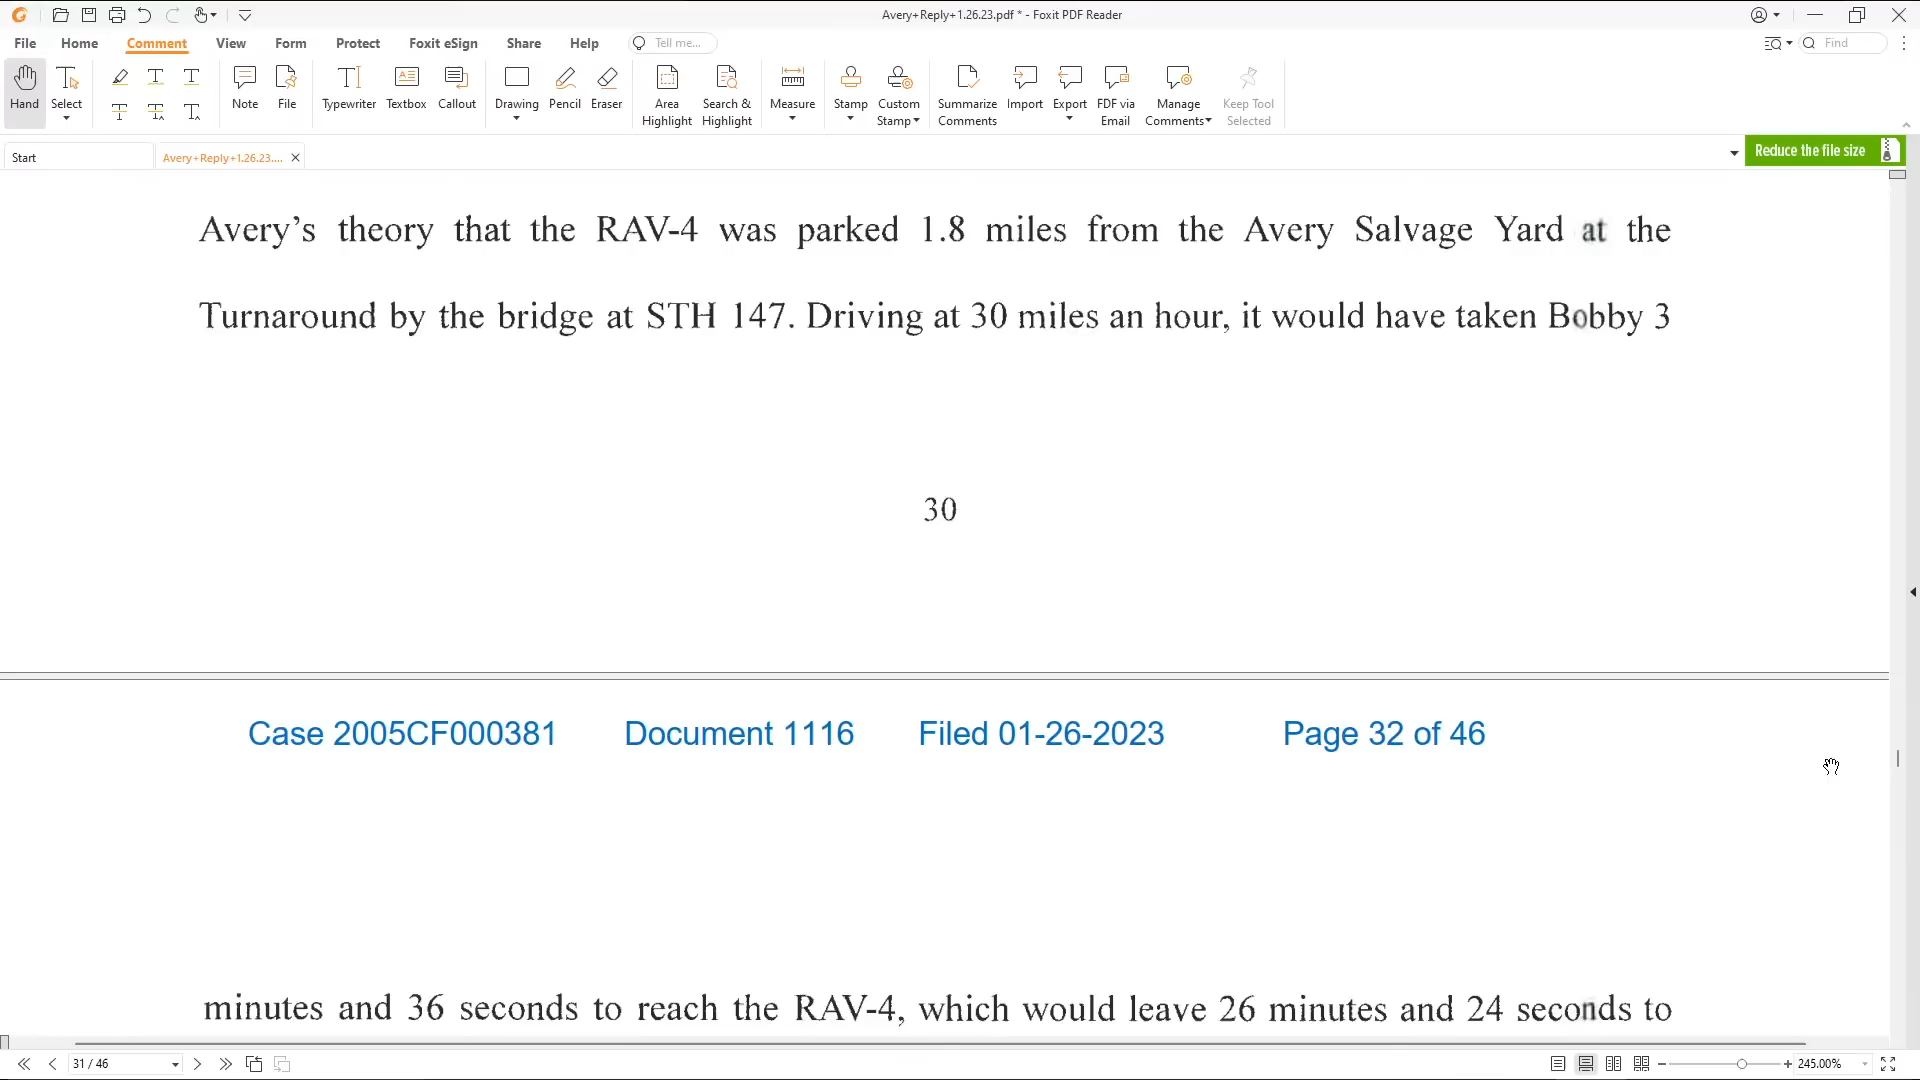 Avery+Reply+1.26.23.pdf * - Foxit PDF Reader
File Home Comment View Form Protect Foxit eSign Share Help Tell me... Find
Hand Select Note File Typewriter Textbox Callout Drawing Pencil Eraser Area Highlight Search & Highlight Measure Stamp Custom Stamp Summarize Comments Import Export FDF via Email Manage Comments Keep Tool Selected
Start Avery+Reply+1.26.23.... Reduce the file size
Avery's theory that the RAV-4 was parked 1.8 miles from the Avery Salvage Yard at the
Turnaround by the bridge at STH 147. Driving at 30 miles an hour, it would have taken Bobby 3
30
Case 2005CF000381 Document 1116 Filed 01-26-2023 Page 32 of 46
minutes and 36 seconds to reach the RAV-4, which would leave 26 minutes and 24 seconds to
31 / 46 245.00%